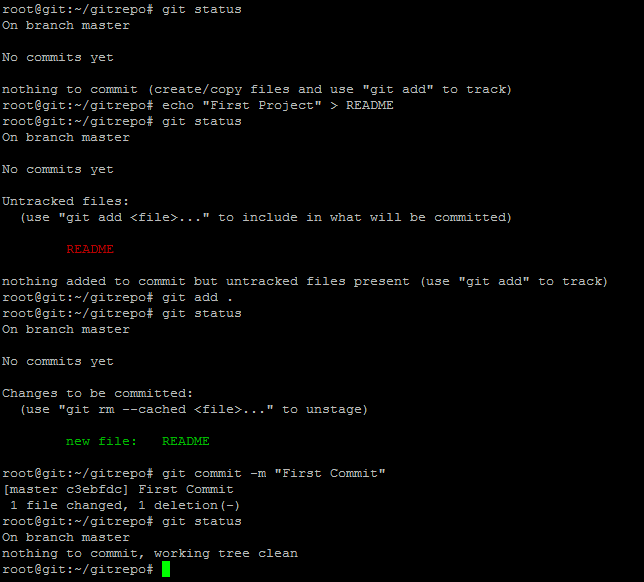 root@git:~/gitrepo# git status
On branch master
No commits yet
nothing to commit (create/copy files and use "git add" to track)
root@git:~/gitrepo# echo "First Project" > README
root@git:~/gitrepo# git status
On branch master
No commits yet
Untracked files:
  (use "git add <file>..." to include in what will be committed)
        README
nothing added to commit but untracked files present (use "git add" to track)
root@git:~/gitrepo# git add .
root@git:~/gitrepo# git status
On branch master
No commits yet
Changes to be committed:
  (use "git rm --cached <file>..." to unstage)
        new file:   README
root@git:~/gitrepo# git commit -m "First Commit"
[master c3ebfdc] First Commit
 1 file changed, 1 deletion(-)
root@git:~/gitrepo# git status
On branch master
nothing to commit, working tree clean
root@git:~/gitrepo#